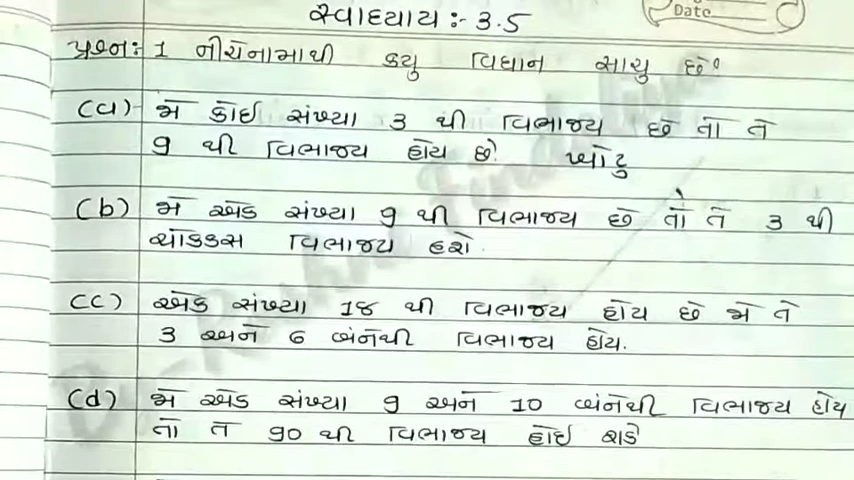 સ્વાધ્યાય :- 3.5
Date
પ્રશ્ન: 1 નીચેનામાથી કયુ વિધાન સાચુ છે?
(a) જો કોઈ સંખ્યા 3 થી વિભાજ્ય છે તો તે
9 થી વિભાજ્ય હોય છે. ખોટુ
(b) જો એક સંખ્યા 9 થી વિભાજ્ય છે તો તે 3 થી
ચોક્કસ વિભાજ્ય હશે.
(c) એક સંખ્યા 18 થી વિભાજ્ય હોય છે જો તે
3 અને 6 બંનેથી વિભાજ્ય હોય.
(d) જો એક સંખ્યા 9 અને 10 બંનેથી વિભાજ્ય હોય
તો તે 90 થી વિભાજ્ય હોઈ શકે